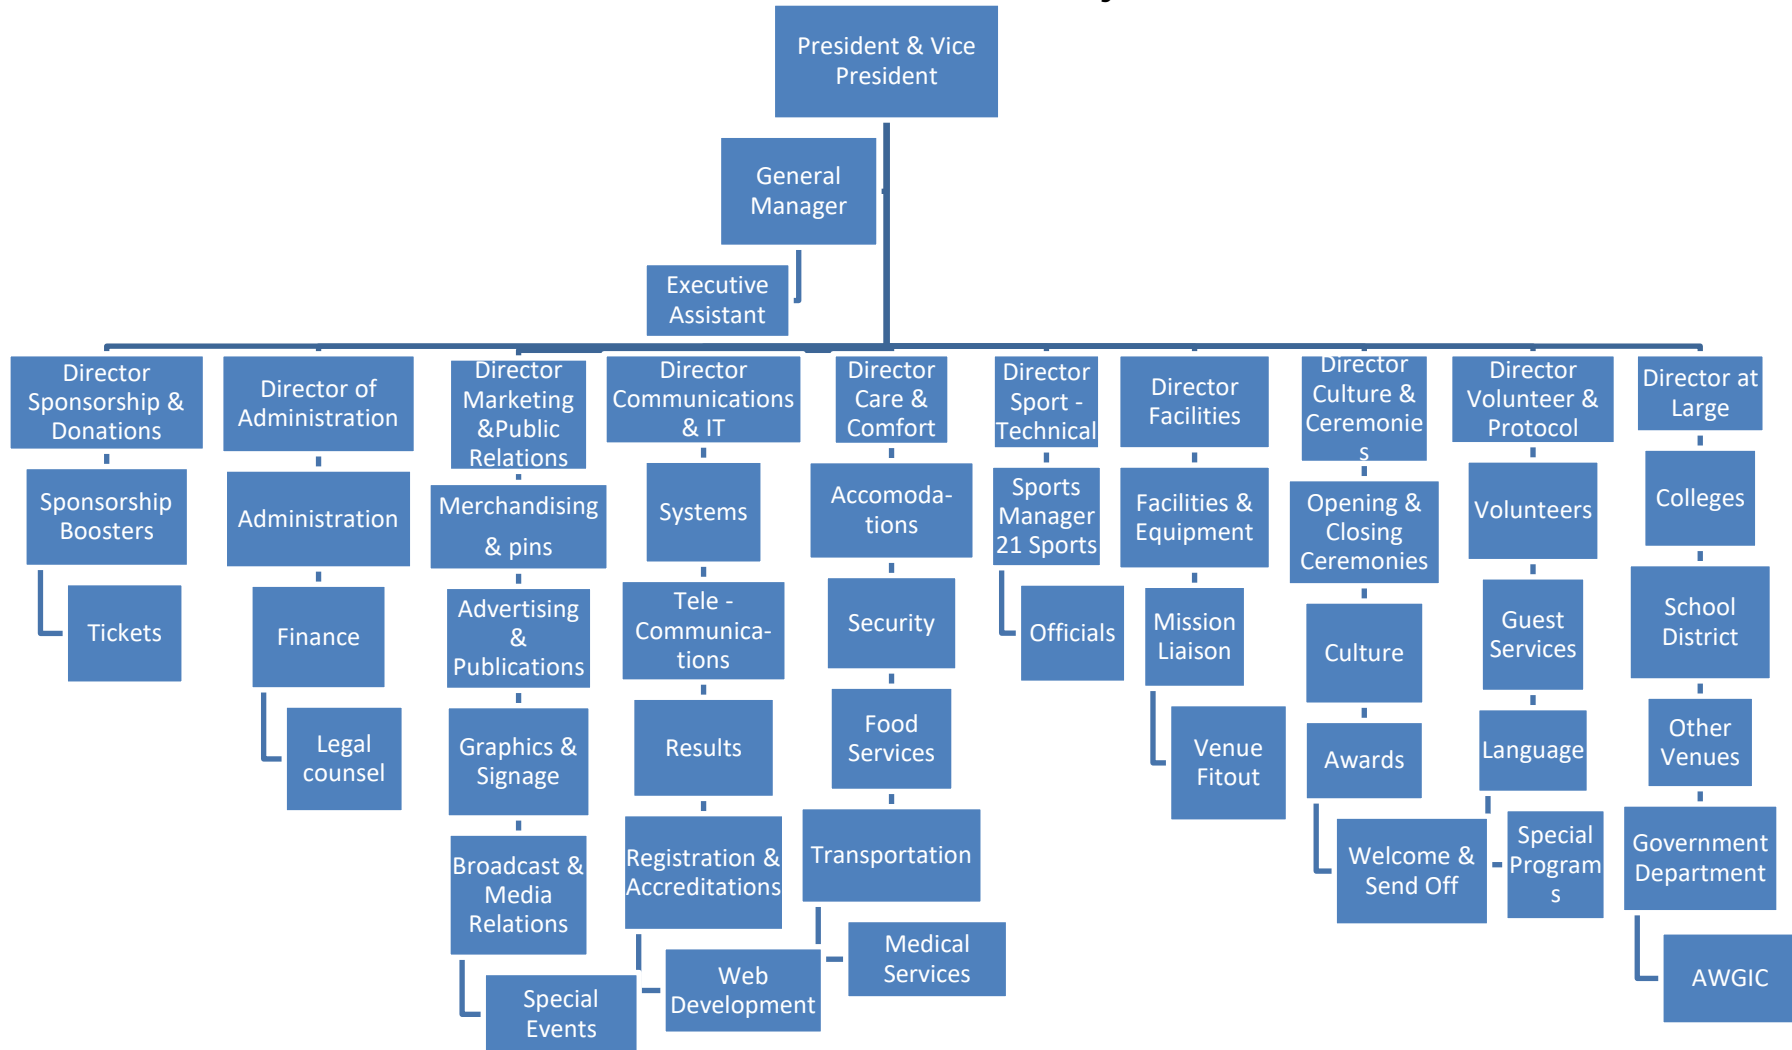 President & Vice
President
General
Manager
Executive
Assistant
Director
Sponsorship &
Donations
Sponsorship
Boosters
Tickets
Director of
Administration
Administration
Finance
Legal
counsel
Director
Marketing
&Public
Relations
Merchandising
& pins
Advertising
&
Publications
Graphics &
Signage
Broadcast &
Media
Relations
Special
Events
Director
Communications
& IT
Systems
Tele -
Communica-
tions
Results
Registration &
Accreditations
Web
Development
Director
Care &
Comfort
Accomoda-
tions
Security
Food
Services
Transportation
Medical
Services
Director
Sport -
Technical
Sports
Manager
21 Sports
Officials
Director
Facilities
Facilities &
Equipment
Mission
Liaison
Venue
Fitout
Director
Culture &
Ceremonie
s
Opening &
Closing
Ceremonies
Culture
Awards
Welcome &
Send Off
Director
Volunteer &
Protocol
Volunteers
Guest
Services
Language
Special
Program
s
Director at
Large
Colleges
School
District
Other
Venues
Government
Department
AWGIC